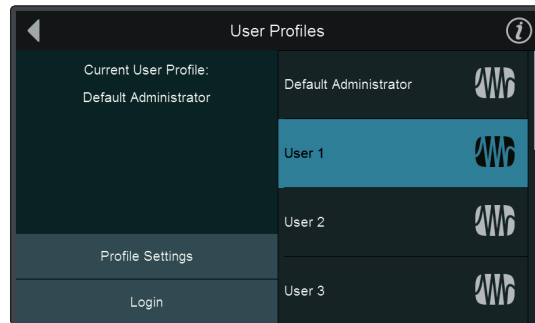 User Profiles
Current User Profile:
Default Administrator
Profile Settings
Login
Default Administrator
User 1
User 2
User 3